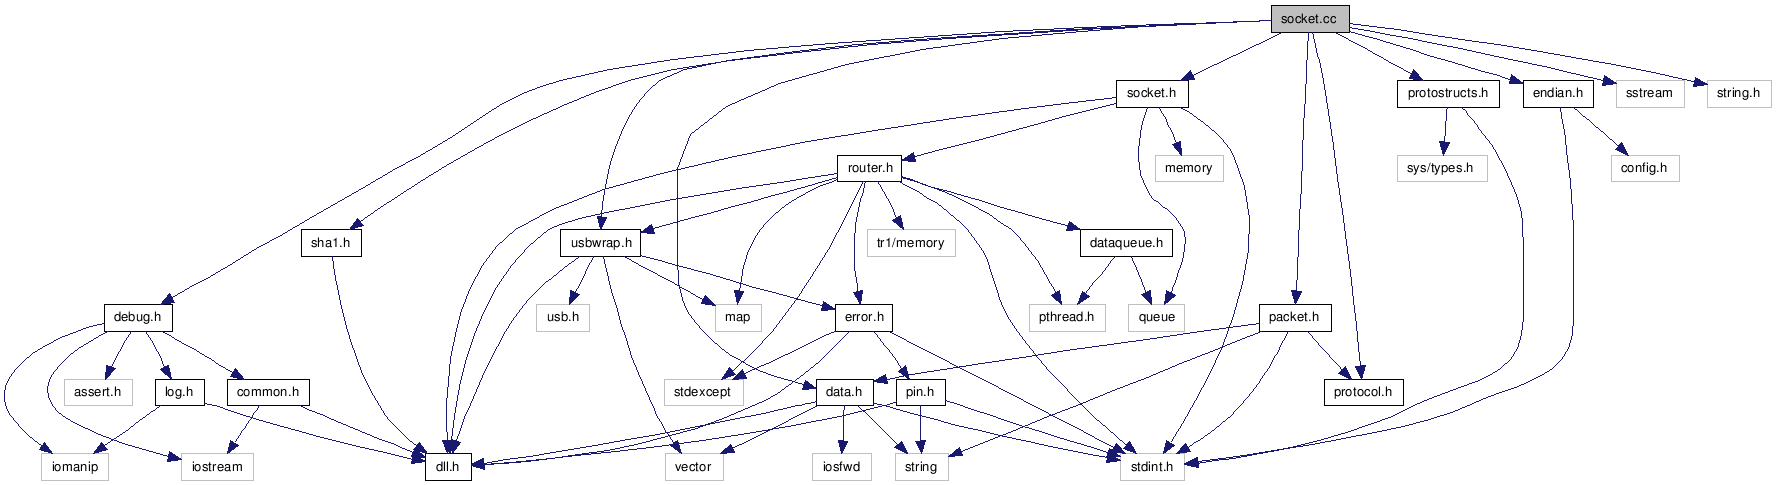 socket.cc
socket.h
protostructs.h
endian.h
sstream
string.h
router.h
memory
sys/types.h
config.h
sha1.h
usbwrap.h
tr1/memory
dataqueue.h
debug.h
usb.h
map
error.h
pthread.h
queue
packet.h
assert.h
log.h
common.h
stdexcept
data.h
pin.h
protocol.h
iomanip
iostream
dll.h
vector
iosfwd
string
stdint.h